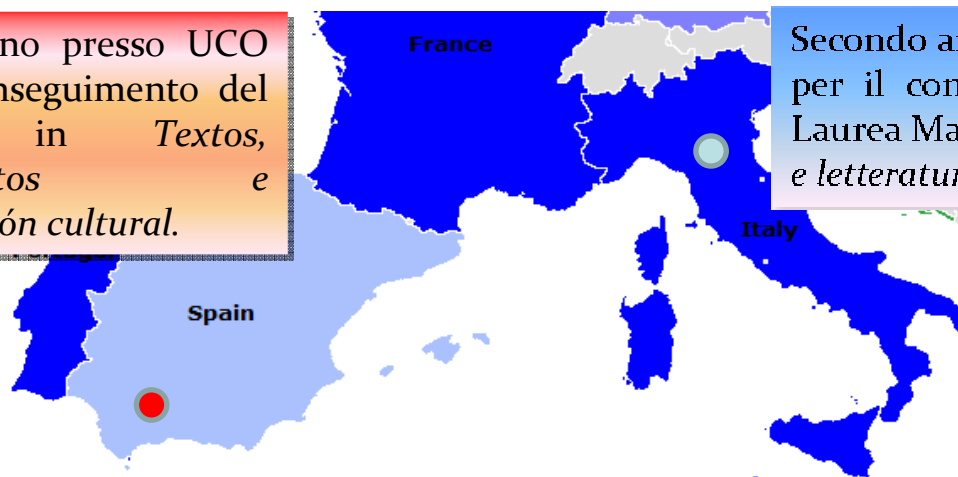 no presso UCO
nseguimento del
in Textos,
tos e
ón cultural.
France
Secondo a
per il con
Laurea Ma
e letteratu
Italy
Spain